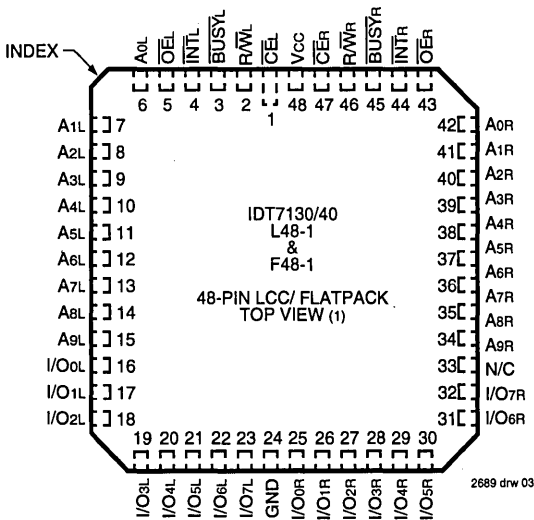 INDEX
A0L
OEL
INTL
BUSYL
R/WL
CEL
VCC
CER
R/WR
BUSYR
INTR
OER
6 5 4 3 2 1 48 47 46 45 44 43
A1L 7
A2L 8
A3L 9
A4L 10
A5L 11
A6L 12
A7L 13
A8L 14
A9L 15
I/O0L 16
I/O1L 17
I/O2L 18
IDT7130/40
L48-1
&
F48-1
48-PIN LCC/ FLATPACK
TOP VIEW (1)
42 A0R
41 A1R
40 A2R
39 A3R
38 A4R
37 A5R
36 A6R
35 A7R
34 A8R
A9R
33 N/C
32 I/O7R
31 I/O6R
19 20 21 22 23 24 25 26 27 28 29 30
I/O3L
I/O4L
I/O5L
I/O6L
I/O7L
GND
I/O0R
I/O1R
I/O2R
I/O3R
I/O4R
I/O5R
2689 drw 03